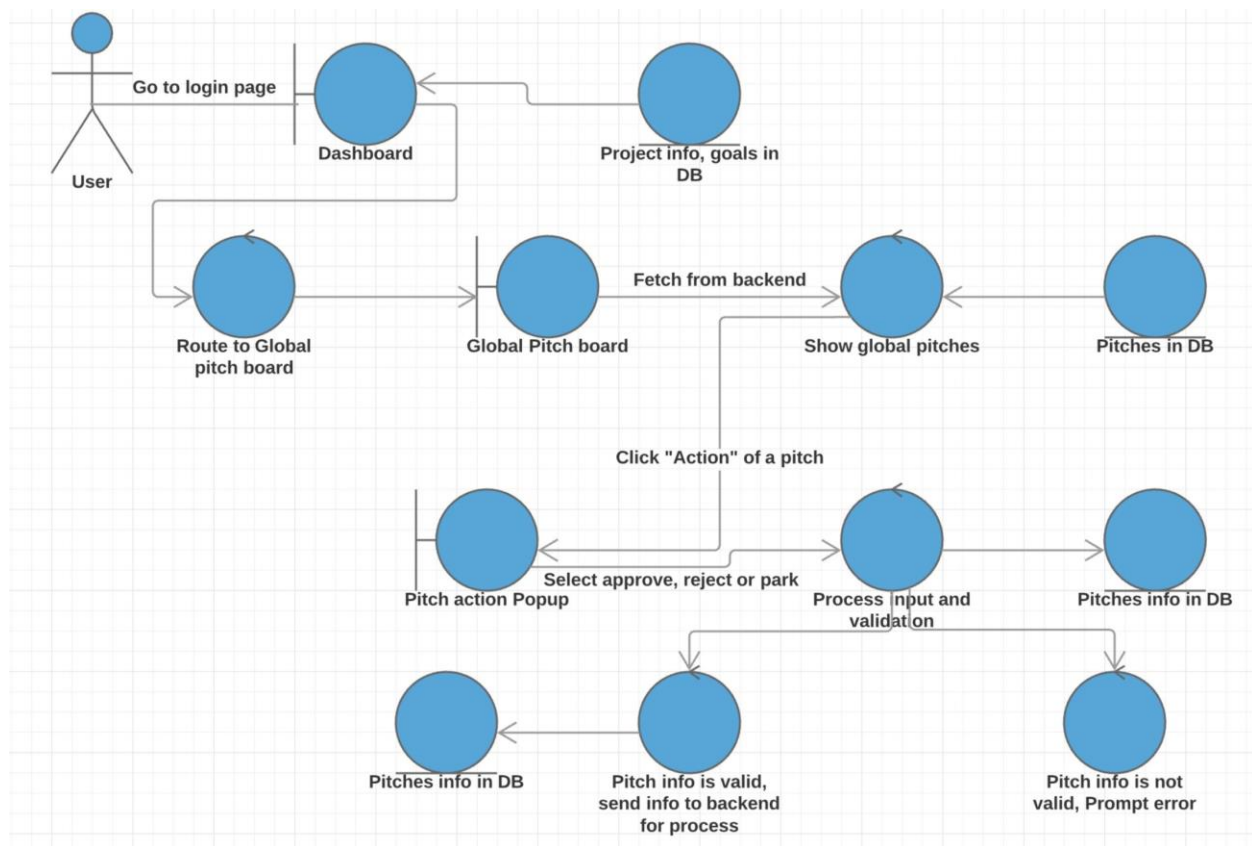 Go to login page
User
Dashboard
Project info, goals in
DB
Route to Global
pitch board
Global Pitch board
Fetch from backend
Show global pitches
Pitches in DB
Click "Action" of a pitch
Pitch action Popup
Select approve, reject or park
Process input and
validation
Pitches info in DB
Pitches info in DB
Pitch info is valid,
send info to backend
for process
Pitch info is not
valid, Prompt error